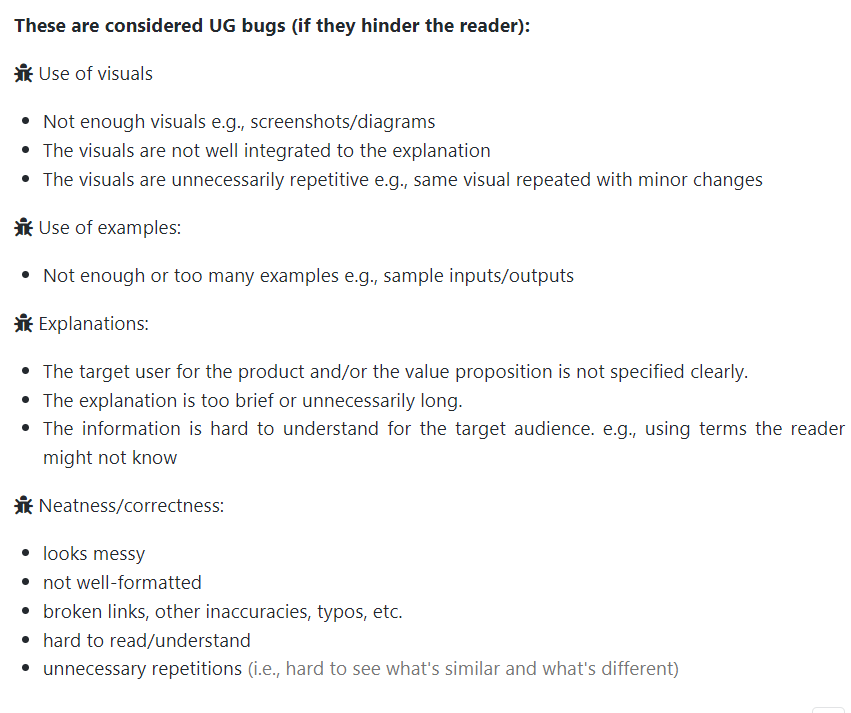 These are considered UG bugs (if they hinder the reader):
Use of visuals
Not enough visuals e.g., screenshots/diagrams
The visuals are not well integrated to the explanation
The visuals are unnecessarily repetitive e.g., same visual repeated with minor changes
Use of examples:
Not enough or too many examples e.g., sample inputs/outputs
Explanations:
The target user for the product and/or the value proposition is not specified clearly.
The explanation is too brief or unnecessarily long.
The information is hard to understand for the target audience. e.g., using terms the reader
might not know
Neatness/correctness:
looks messy
not well-formatted
broken links, other inaccuracies, typos, etc.
hard to read/understand
unnecessary repetitions (i.e., hard to see what's similar and what's different)